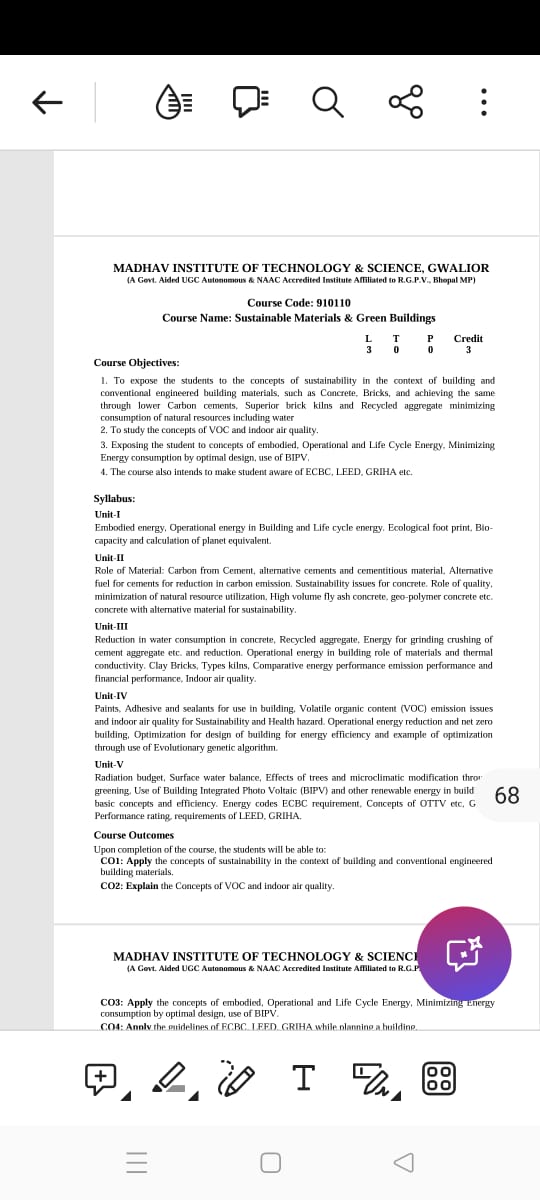 MADHAV INSTITUTE OF TECHNOLOGY & SCIENCE, GWALIOR
(A Govt. Aided UGC Autonomous & NAAC Accredited Institute Affiliated to R.G.P.V., Bhopal MP)
Course Code: 910110
Course Name: Sustainable Materials & Green Buildings
L T P Credit
3 0 0 3
Course Objectives:
1. To expose the students to the concepts of sustainability in the context of building and
conventional engineered building materials, such as Concrete, Bricks, and achieving the same
through lower Carbon cements, Superior brick kilns and Recycled aggregate minimizing
consumption of natural resources including water
2. To study the concepts of VOC and indoor air quality.
3. Exposing the student to concepts of embodied, Operational and Life Cycle Energy, Minimizing
Energy consumption by optimal design, use of BIPV.
4. The course also intends to make student aware of ECBC, LEED, GRIHA etc.
Syllabus:
Unit-I
Embodied energy, Operational energy in Building and Life cycle energy. Ecological foot print, Bio-
capacity and calculation of planet equivalent.
Unit-II
Role of Material: Carbon from Cement, alternative cements and cementitious material, Alternative
fuel for cements for reduction in carbon emission. Sustainability issues for concrete. Role of quality,
minimization of natural resource utilization, High volume fly ash concrete, geo-polymer concrete etc.
concrete with alternative material for sustainability.
Unit-III
Reduction in water consumption in concrete, Recycled aggregate, Energy for grinding crushing of
cement aggregate etc. and reduction. Operational energy in building role of materials and thermal
conductivity. Clay Bricks, Types kilns, Comparative energy performance emission performance and
financial performance, Indoor air quality.
Unit-IV
Paints, Adhesive and sealants for use in building, Volatile organic content (VOC) emission issues
and indoor air quality for Sustainability and Health hazard. Operational energy reduction and net zero
building, Optimization for design of building for energy efficiency and example of optimization
through use of Evolutionary genetic algorithm.
Unit-V
Radiation budget, Surface water balance, Effects of trees and microclimatic modification throu
greening, Use of Building Integrated Photo Voltaic (BIPV) and other renewable energy in build
basic concepts and efficiency. Energy codes ECBC requirement, Concepts of OTTV etc, G
Performance rating, requirements of LEED, GRIHA.
68
Course Outcomes
Upon completion of the course, the students will be able to:
CO1: Apply the concepts of sustainability in the context of building and conventional engineered
building materials.
CO2: Explain the Concepts of VOC and indoor air quality.
MADHAV INSTITUTE OF TECHNOLOGY & SCIENC
(A Govt. Aided UGC Autonomous & NAAC Accredited Institute Affiliated to R.G.P
CO3: Apply the concepts of embodied, Operational and Life Cycle Energy, Minimizing Energy
consumption by optimal design, use of BIPV.
CO4: Apply the guidelines of ECBC, LEED, GRIHA while planning a building.